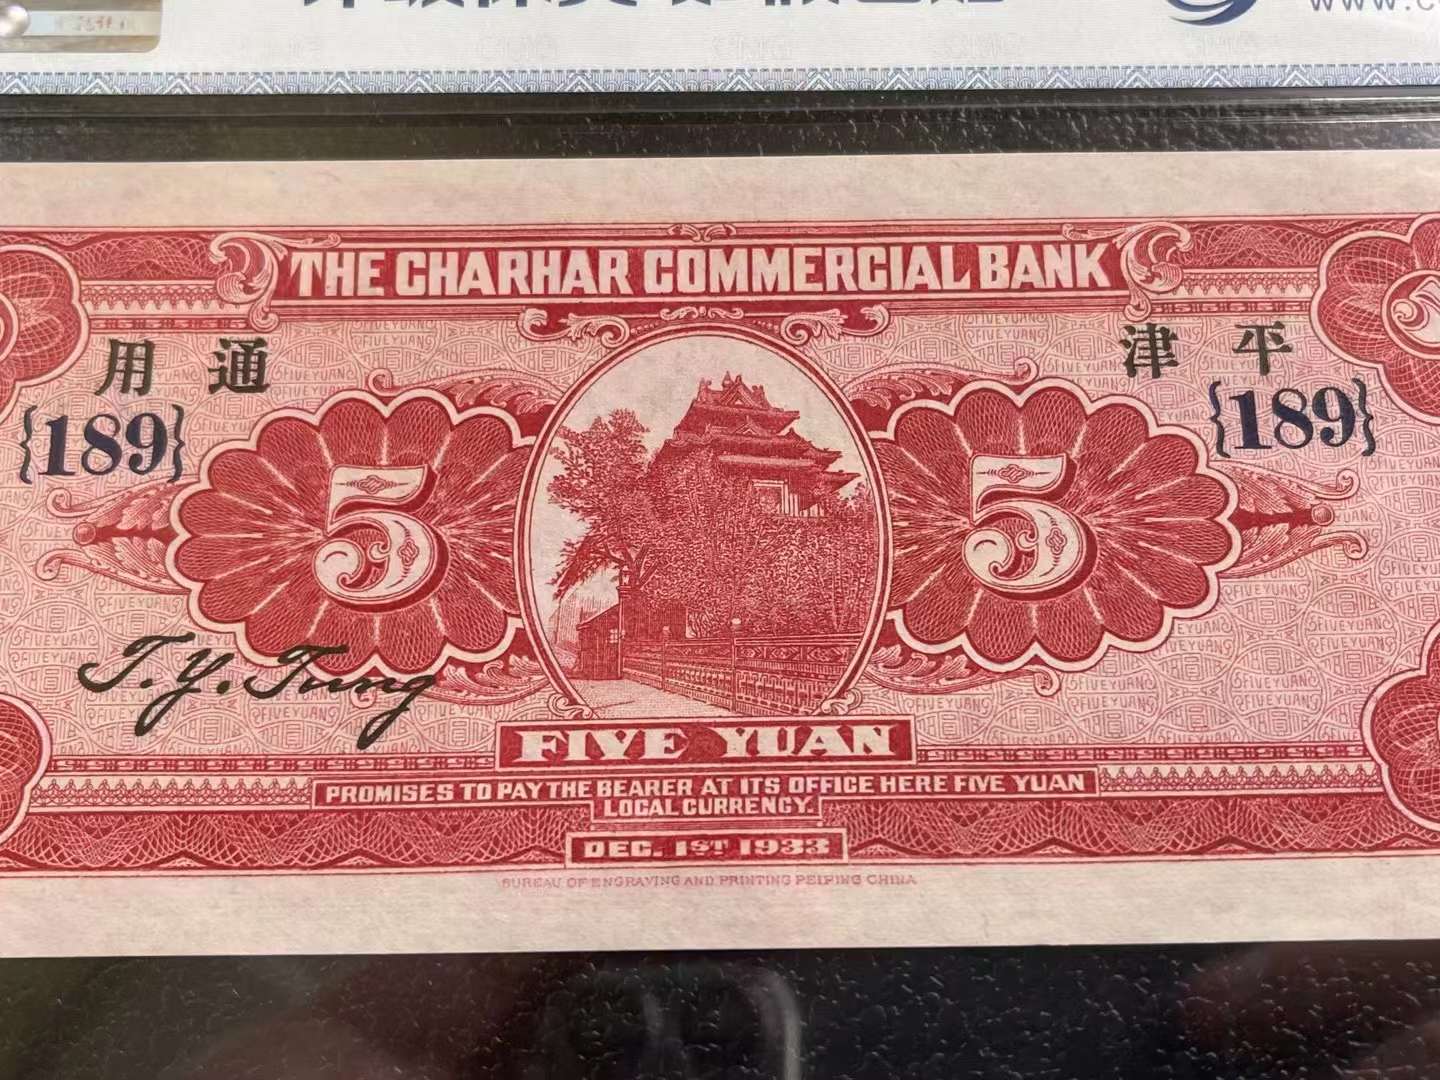 www.c
THE CHARHAR COMMERCIAL BANK
用通
津平
{189}
{189}
5
5
T. Y. Tung
FIVE YUAN
PROMISES TO PAY THE BEARER AT ITS OFFICE HERE FIVE YUAN
LOCAL CURRENCY.
DEC. 1ST 1933
BUREAU OF ENGRAVING AND PRINTING PEIPING CHINA